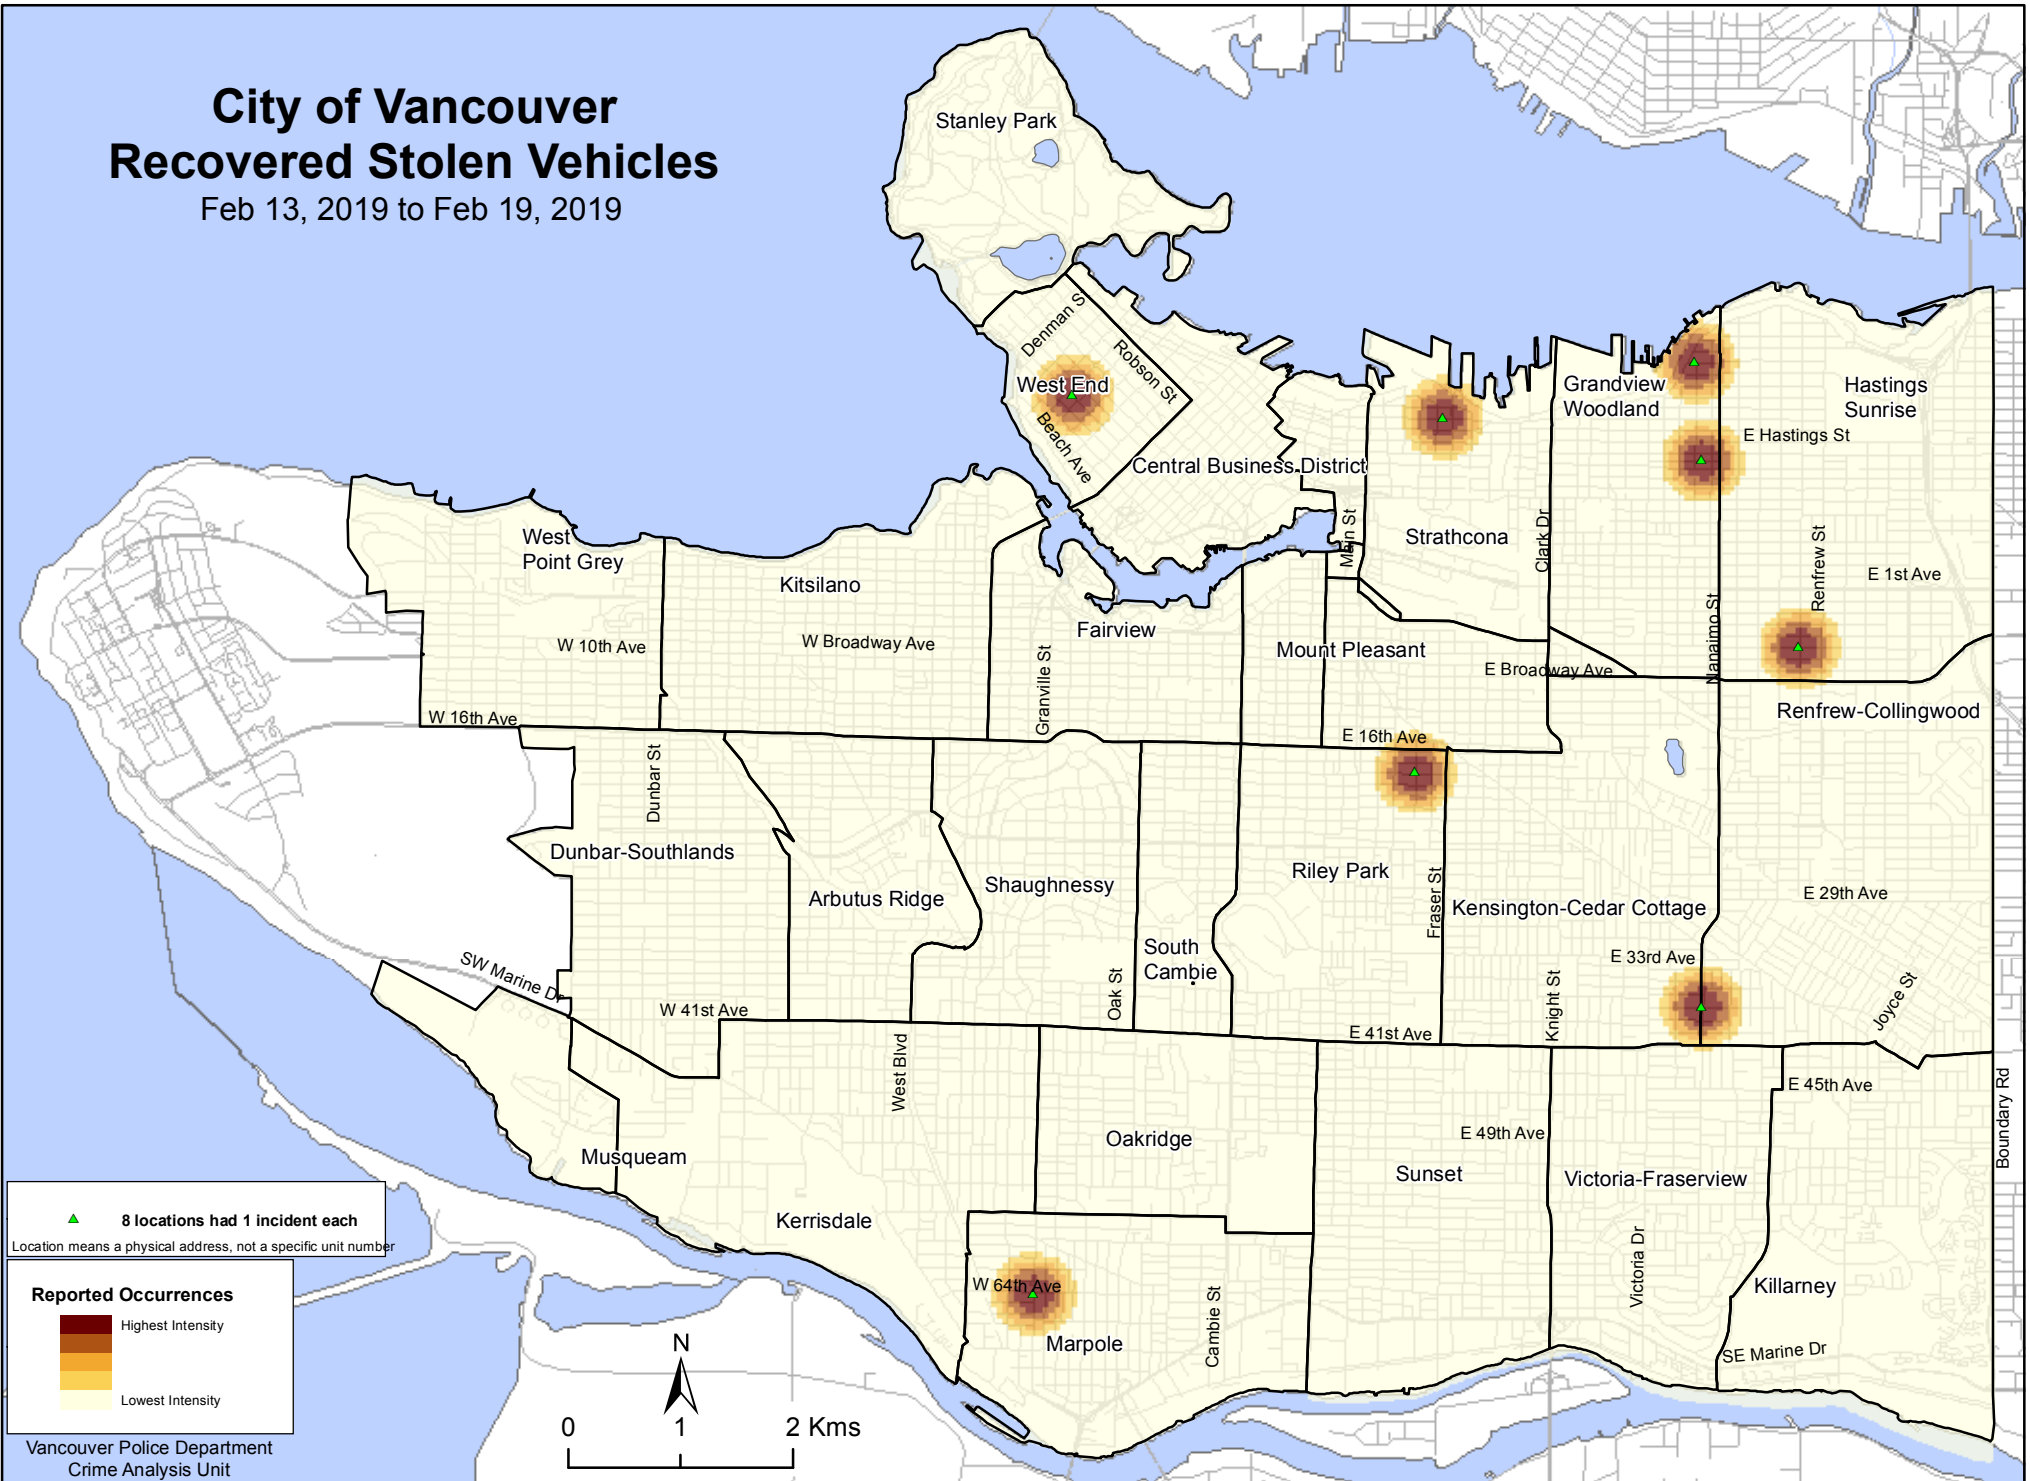 City of Vancouver
Recovered Stolen Vehicles
Feb 13, 2019 to Feb 19, 2019
Stanley Park
Denman S
Robson St
West End
Beach Ave
Central Business District
Grandview
Woodland
Hastings
Sunrise
E Hastings St
West
Point Grey
Kitsilano
Fairview
Main St
Strathcona
Clark Dr
Renfrew St
E 1st Ave
Nanaimo St
W 10th Ave
W Broadway Ave
Granville St
Mount Pleasant
E Broadway Ave
W 16th Ave
E 16th Ave
Renfrew-Collingwood
Dunbar St
Dunbar-Southlands
Arbutus Ridge
Shaughnessy
Riley Park
Fraser St
Kensington-Cedar Cottage
E 29th Ave
South
Cambie
E 33rd Ave
SW Marine Dr
W 41st Ave
Oak St
E 41st Ave
Knight St
Joyce St
West Blvd
E 45th Ave
Boundary Rd
Oakridge
E 49th Ave
Musqueam
Sunset
Victoria-Fraserview
Kerrisdale
Victoria Dr
W 64th Ave
Marpole
Cambie St
Killarney
SE Marine Dr
8 locations had 1 incident each
Location means a physical address, not a specific unit number
Reported Occurrences
Highest Intensity
Lowest Intensity
N
0 1 2 Kms
Vancouver Police Department
Crime Analysis Unit